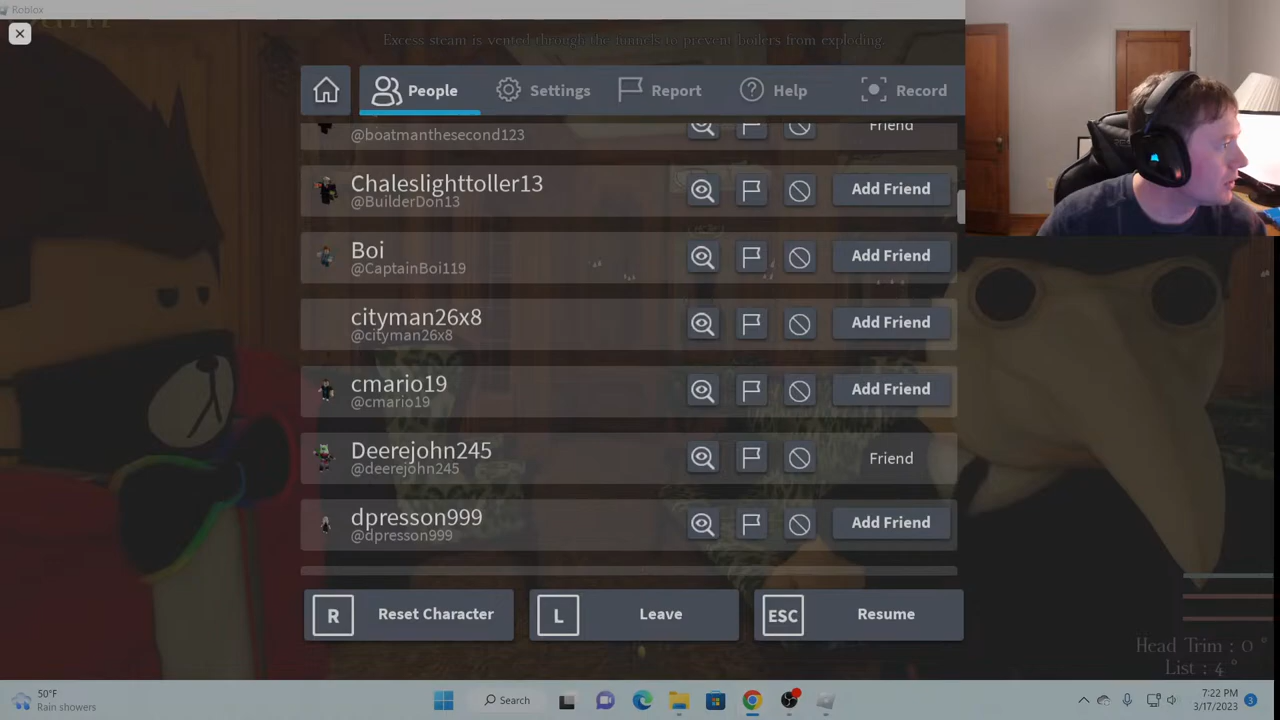 Roblox
Excess steam is vented through the tunnels to prevent boilers from exploding.
People Settings Report Help Record
@boatmanthesecond123 Friend
Chaleslighttoller13
@BuilderDon13
Add Friend
Boi
@CaptainBoi119
Add Friend
cityman26x8
@cityman26x8
Add Friend
cmario19
@cmario19
Add Friend
Deerejohn245
@deerejohn245
Friend
dpresson999
@dpresson999
Add Friend
R Reset Character L Leave ESC Resume
Head Trim : 0 °
List : 4 °
50°F
Rain showers
Search
7:22 PM
3/17/2023
3